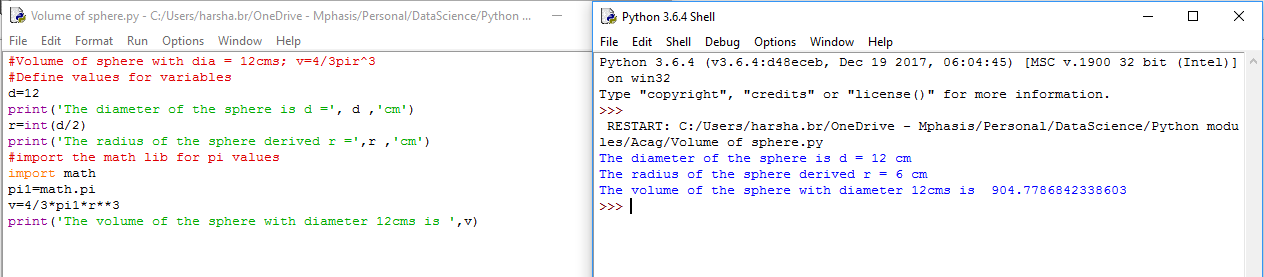 Volume of sphere.py - C:/Users/harsha.br/OneDrive - Mphasis/Personal/DataScience/Python ...
File Edit Format Run Options Window Help
#Volume of sphere with dia = 12cms; v=4/3pir^3
#Define values for variables
d=12
print('The diameter of the sphere is d =', d ,'cm')
r=int(d/2)
print('The radius of the sphere derived r =',r ,'cm')
#import the math lib for pi values
import math
pi1=math.pi
v=4/3*pi1*r**3
print('The volume of the sphere with diameter 12cms is ',v)
Python 3.6.4 Shell
File Edit Shell Debug Options Window Help
Python 3.6.4 (v3.6.4:d48eceb, Dec 19 2017, 06:04:45) [MSC v.1900 32 bit (Intel)]
on win32
Type "copyright", "credits" or "license()" for more information.
>>>
RESTART: C:/Users/harsha.br/OneDrive - Mphasis/Personal/DataScience/Python modu
les/Acag/Volume of sphere.py
The diameter of the sphere is d = 12 cm
The radius of the sphere derived r = 6 cm
The volume of the sphere with diameter 12cms is  904.7786842338603
>>>